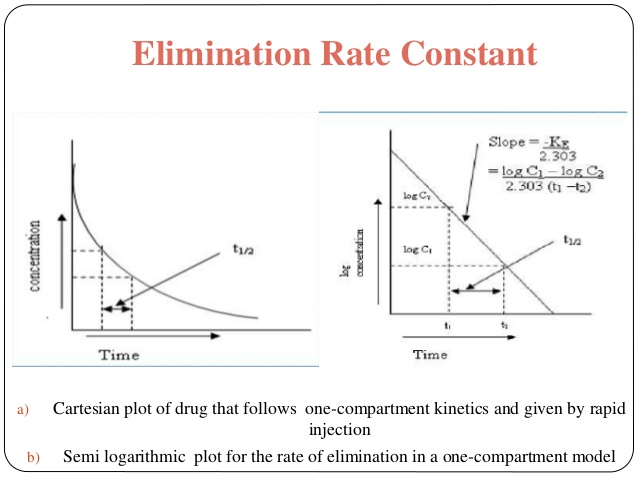 Elimination Rate Constant
concentration
t1/2
Time
Slope = -KE
2.303
= log C1 – log C2
2.303 (t1 – t2)
log C2
log C1
log
concentration
t1/2
t1 t2
Time
a) Cartesian plot of drug that follows one-compartment kinetics and given by rapid
injection
b) Semi logarithmic plot for the rate of elimination in a one-compartment model